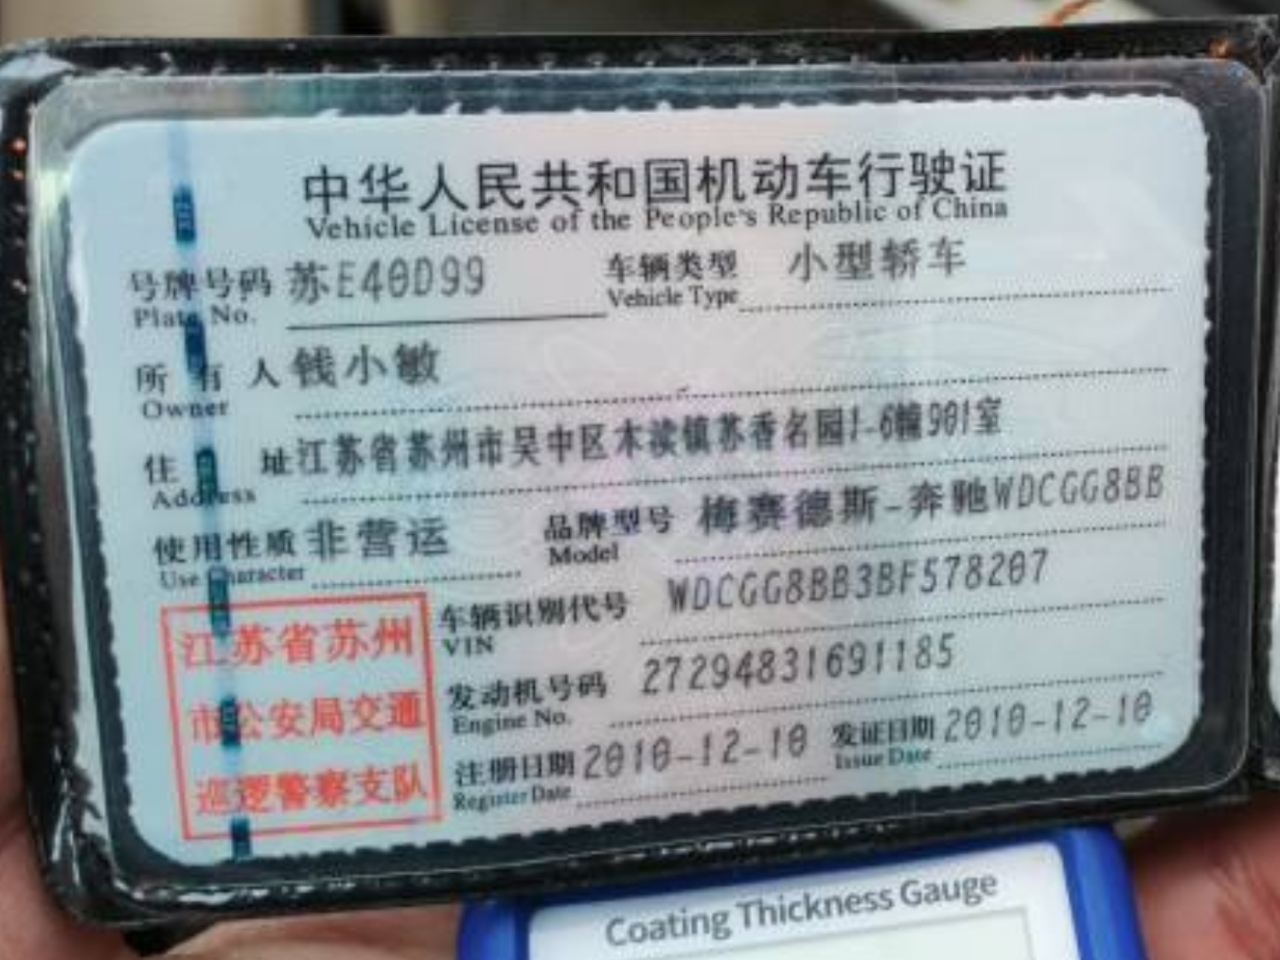 中华人民共和国机动车行驶证
Vehicle License of the People's Republic of China
号牌号码 苏E40D99 车辆类型 小型轿车
Plate No. Vehicle Type
所有人 钱小敏
Owner
住址 江苏省苏州市吴中区木渎镇苏香名园1-6幢901室
Address
使用性质 非营运 品牌型号 梅赛德斯-奔驰WDCGG8BB
Use Character Model
车辆识别代号 WDCGG8BB3BF578207
VIN
发动机号码 27294831691185
Engine No.
注册日期 2010-12-10 发证日期 2010-12-10
Register Date Issue Date
江苏省苏州
市公安局交通
巡逻警察支队
Coating Thickness Gauge